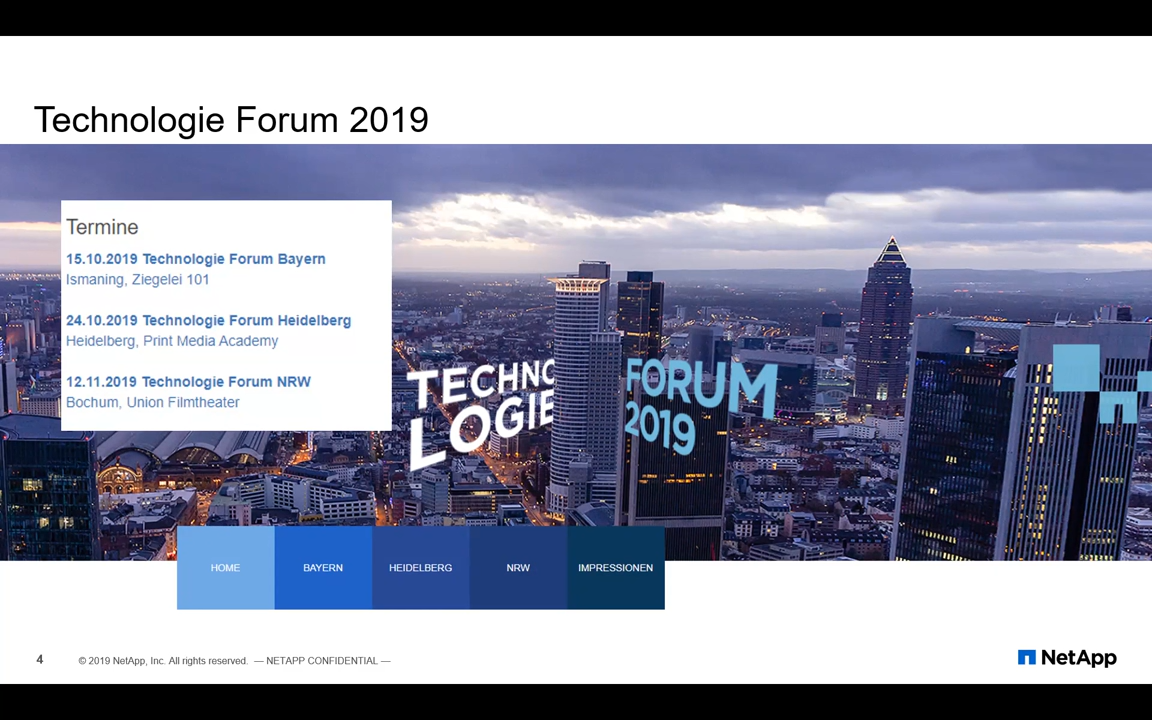 Technologie Forum 2019
Termine
15.10.2019 Technologie Forum Bayern
Ismaning, Ziegelei 101
24.10.2019 Technologie Forum Heidelberg
Heidelberg, Print Media Academy
12.11.2019 Technologie Forum NRW
Bochum, Union Filmtheater
TECHNO
LOGIE
FORUM
2019
HOME
BAYERN
HEIDELBERG
NRW
IMPRESSIONEN
4
© 2019 NetApp, Inc. All rights reserved. — NETAPP CONFIDENTIAL —
NetApp